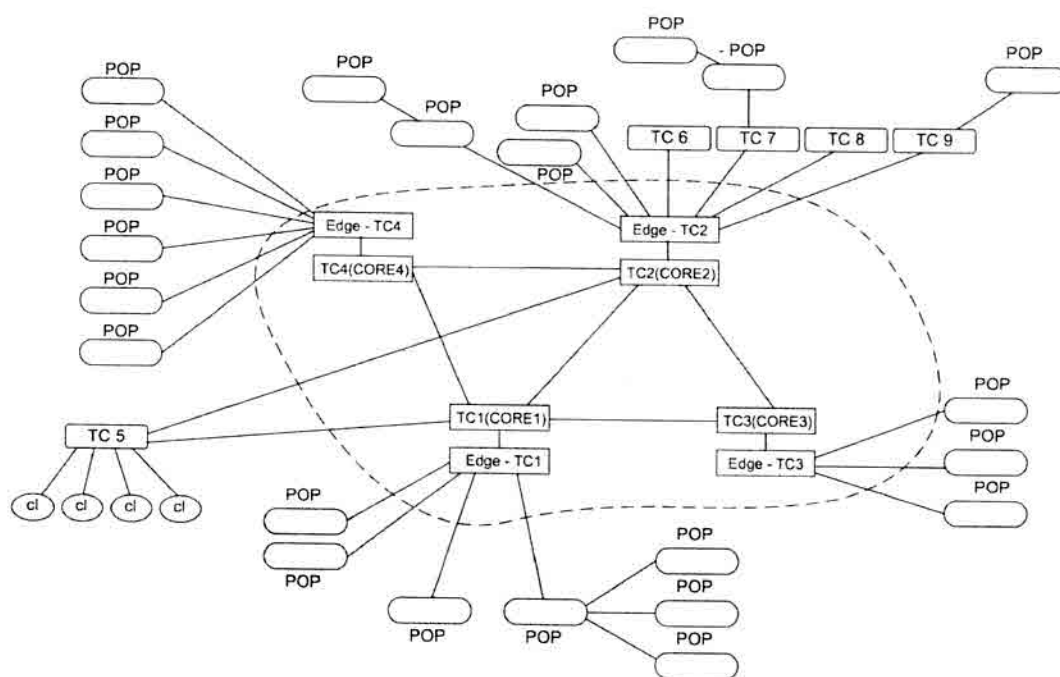 POP
- POP
POP
POP
POP
POP
POP
POP
TC 6
TC 7
TC 8
TC 9
POP
POP
POP
Edge - TC4
Edge - TC2
POP
TC4(CORE4)
TC2(CORE2)
POP
POP
POP
TC1(CORE1)
TC3(CORE3)
TC 5
POP
Edge - TC1
Edge - TC3
POP
POP
cl
cl
cl
cl
POP
POP
POP
POP
POP
POP